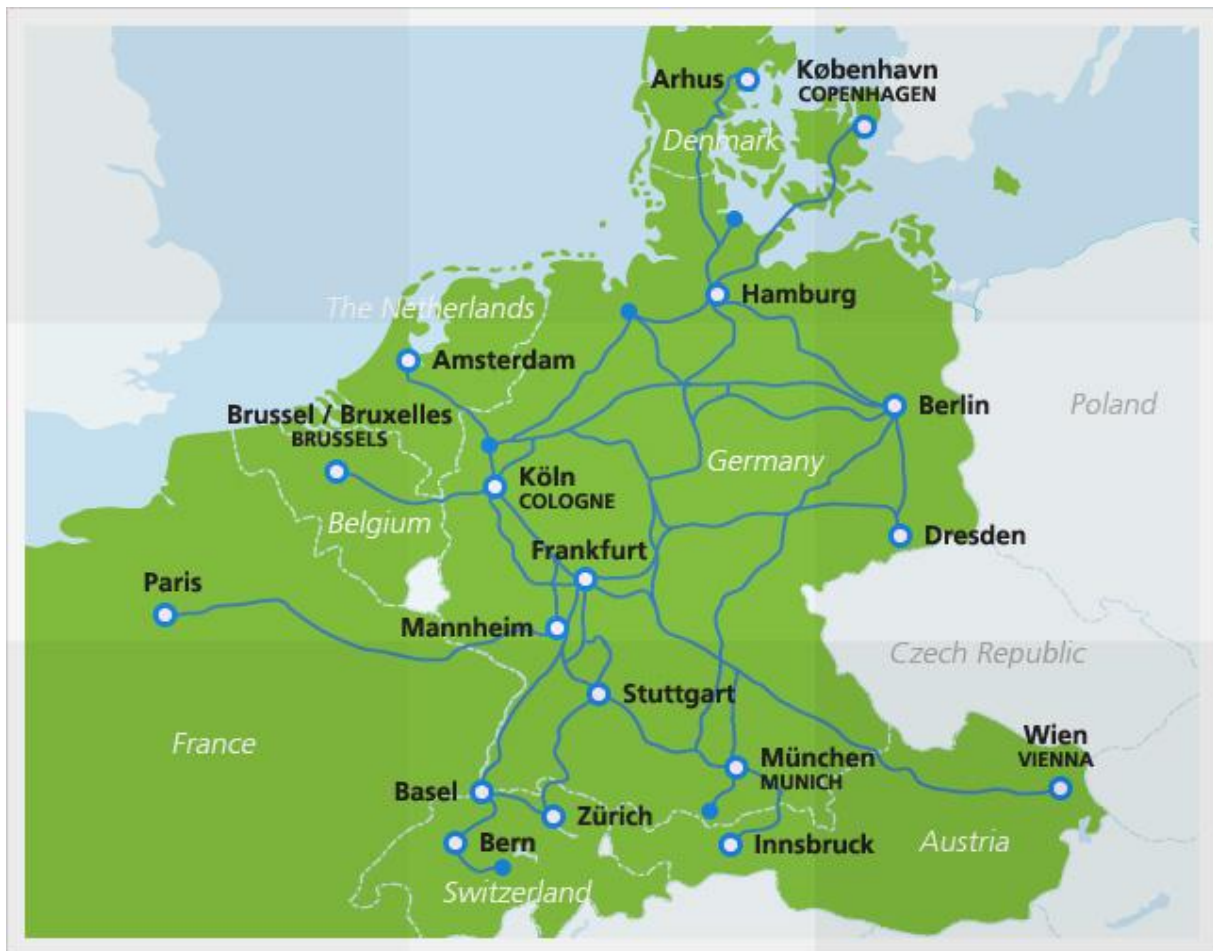 Arhus
København
COPENHAGEN
Denmark
Hamburg
The Netherlands
Amsterdam
Brussel / Bruxelles
BRUSSELS
Berlin
Poland
Köln
COLOGNE
Germany
Belgium
Frankfurt
Dresden
Paris
Mannheim
Czech Republic
Stuttgart
France
München
MUNICH
Wien
VIENNA
Basel
Zürich
Bern
Innsbruck
Austria
Switzerland